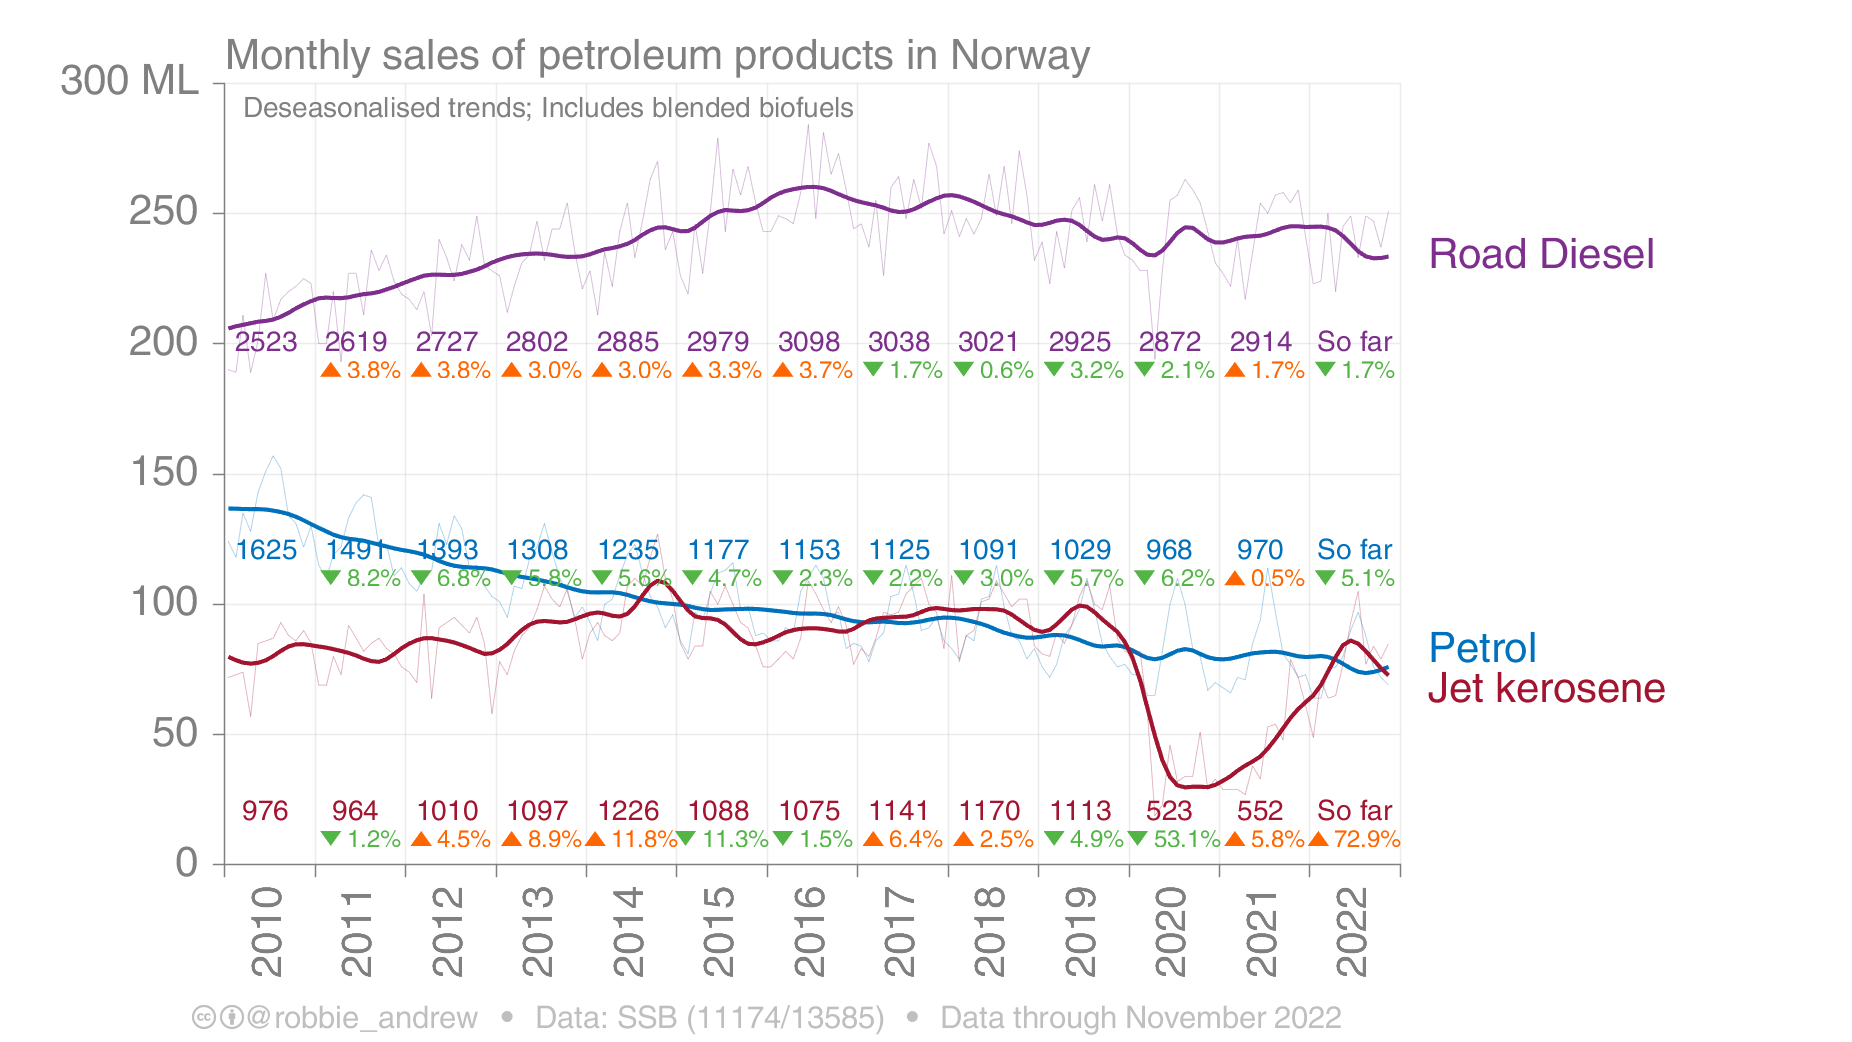 Monthly sales of petroleum products in Norway
300 ML
Deseasonalised trends; Includes blended biofuels
250
Road Diesel
200
2523 2619 2727 2802 2885 2979 3098 3038 3021 2925 2872 2914 So far
▲ 3.8% ▲ 3.8% ▲ 3.0% ▲ 3.0% ▲ 3.3% ▲ 3.7% ▼ 1.7% ▼ 0.6% ▼ 3.2% ▼ 2.1% ▲ 1.7% ▼ 1.7%
150
1625 1491 1393 1308 1235 1177 1153 1125 1091 1029 968 970 So far
▼ 8.2% ▼ 6.8% ▼ 5.8% ▼ 5.6% ▼ 4.7% ▼ 2.3% ▼ 2.2% ▼ 3.0% ▼ 5.7% ▼ 6.2% ▲ 0.5% ▼ 5.1%
100
Petrol
Jet kerosene
50
976 964 1010 1097 1226 1088 1075 1141 1170 1113 523 552 So far
▼ 1.2% ▲ 4.5% ▲ 8.9% ▲ 11.8% ▼ 11.3% ▼ 1.5% ▲ 6.4% ▲ 2.5% ▼ 4.9% ▼ 53.1% ▲ 5.8% ▲ 72.9%
0
2010 2011 2012 2013 2014 2015 2016 2017 2018 2019 2020 2021 2022
cc @robbie_andrew • Data: SSB (11174/13585) • Data through November 2022